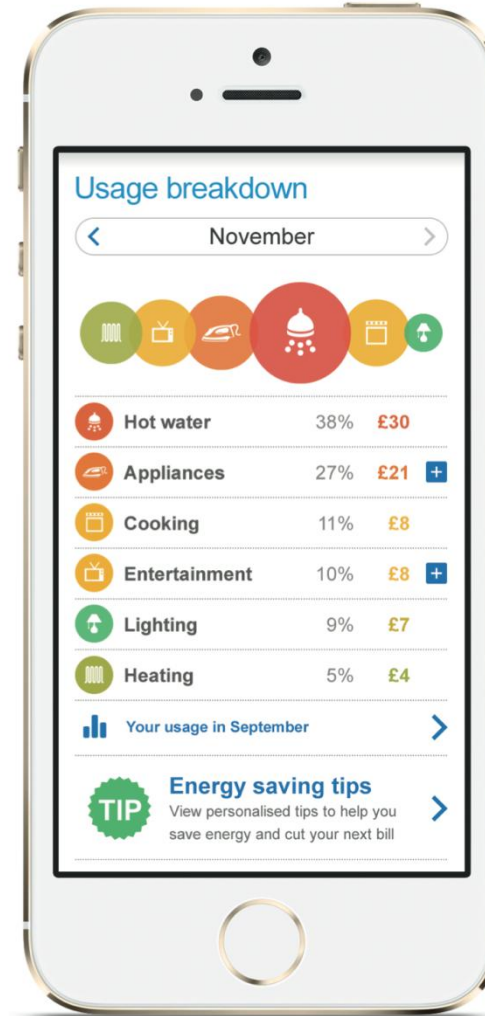 Usage breakdown
November
Hot water 38% £30
Appliances 27% £21 +
Cooking 11% £8
Entertainment 10% £8 +
Lighting 9% £7
Heating 5% £4
Your usage in September
TIP
Energy saving tips
View personalised tips to help you
save energy and cut your next bill